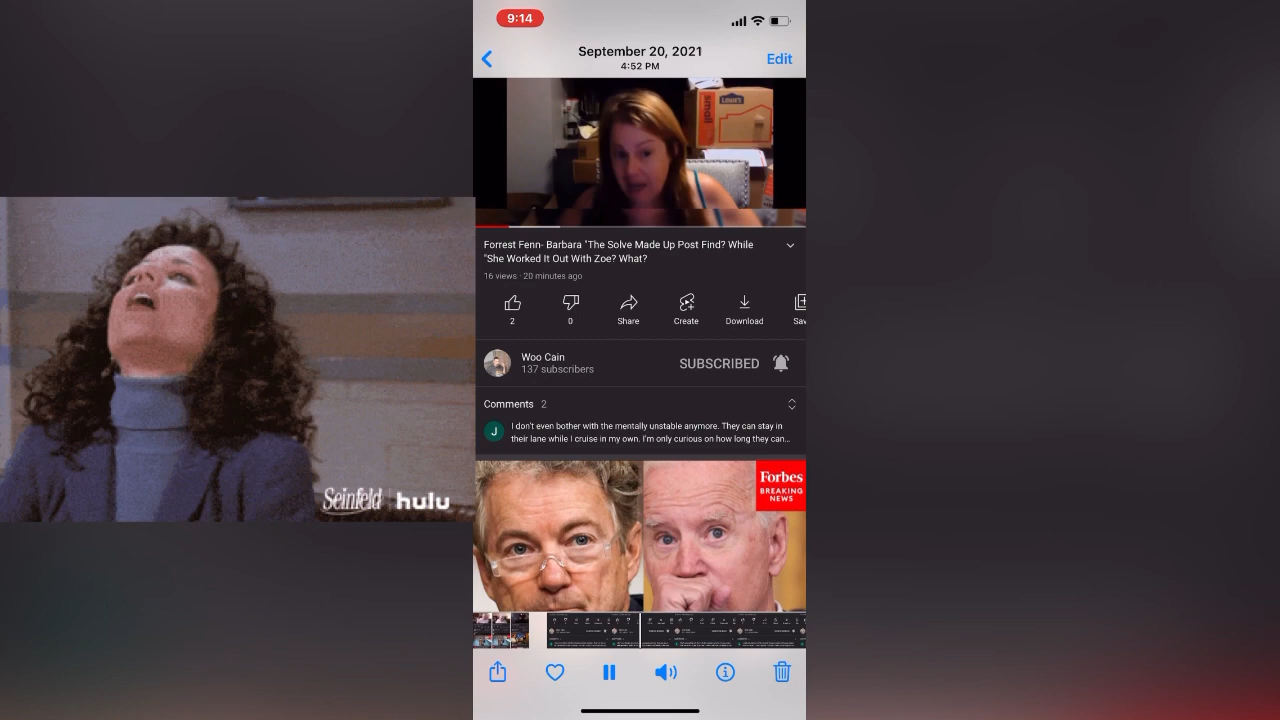 9:14
September 20, 2021
4:52 PM
Edit
small
LOWE'S
Forrest Fenn- Barbara "The Solve Made Up Post Find? While
"She Worked It Out With Zoe? What?
16 views · 20 minutes ago
2
0
Share
Create
Download
Sav
Woo Cain
137 subscribers
SUBSCRIBED
Comments 2
J
I don't even bother with the mentally unstable anymore. They can stay in
their lane while I cruise in my own. I'm only curious on how long they can...
Forbes
BREAKING
NEWS
Seinfeld | hulu